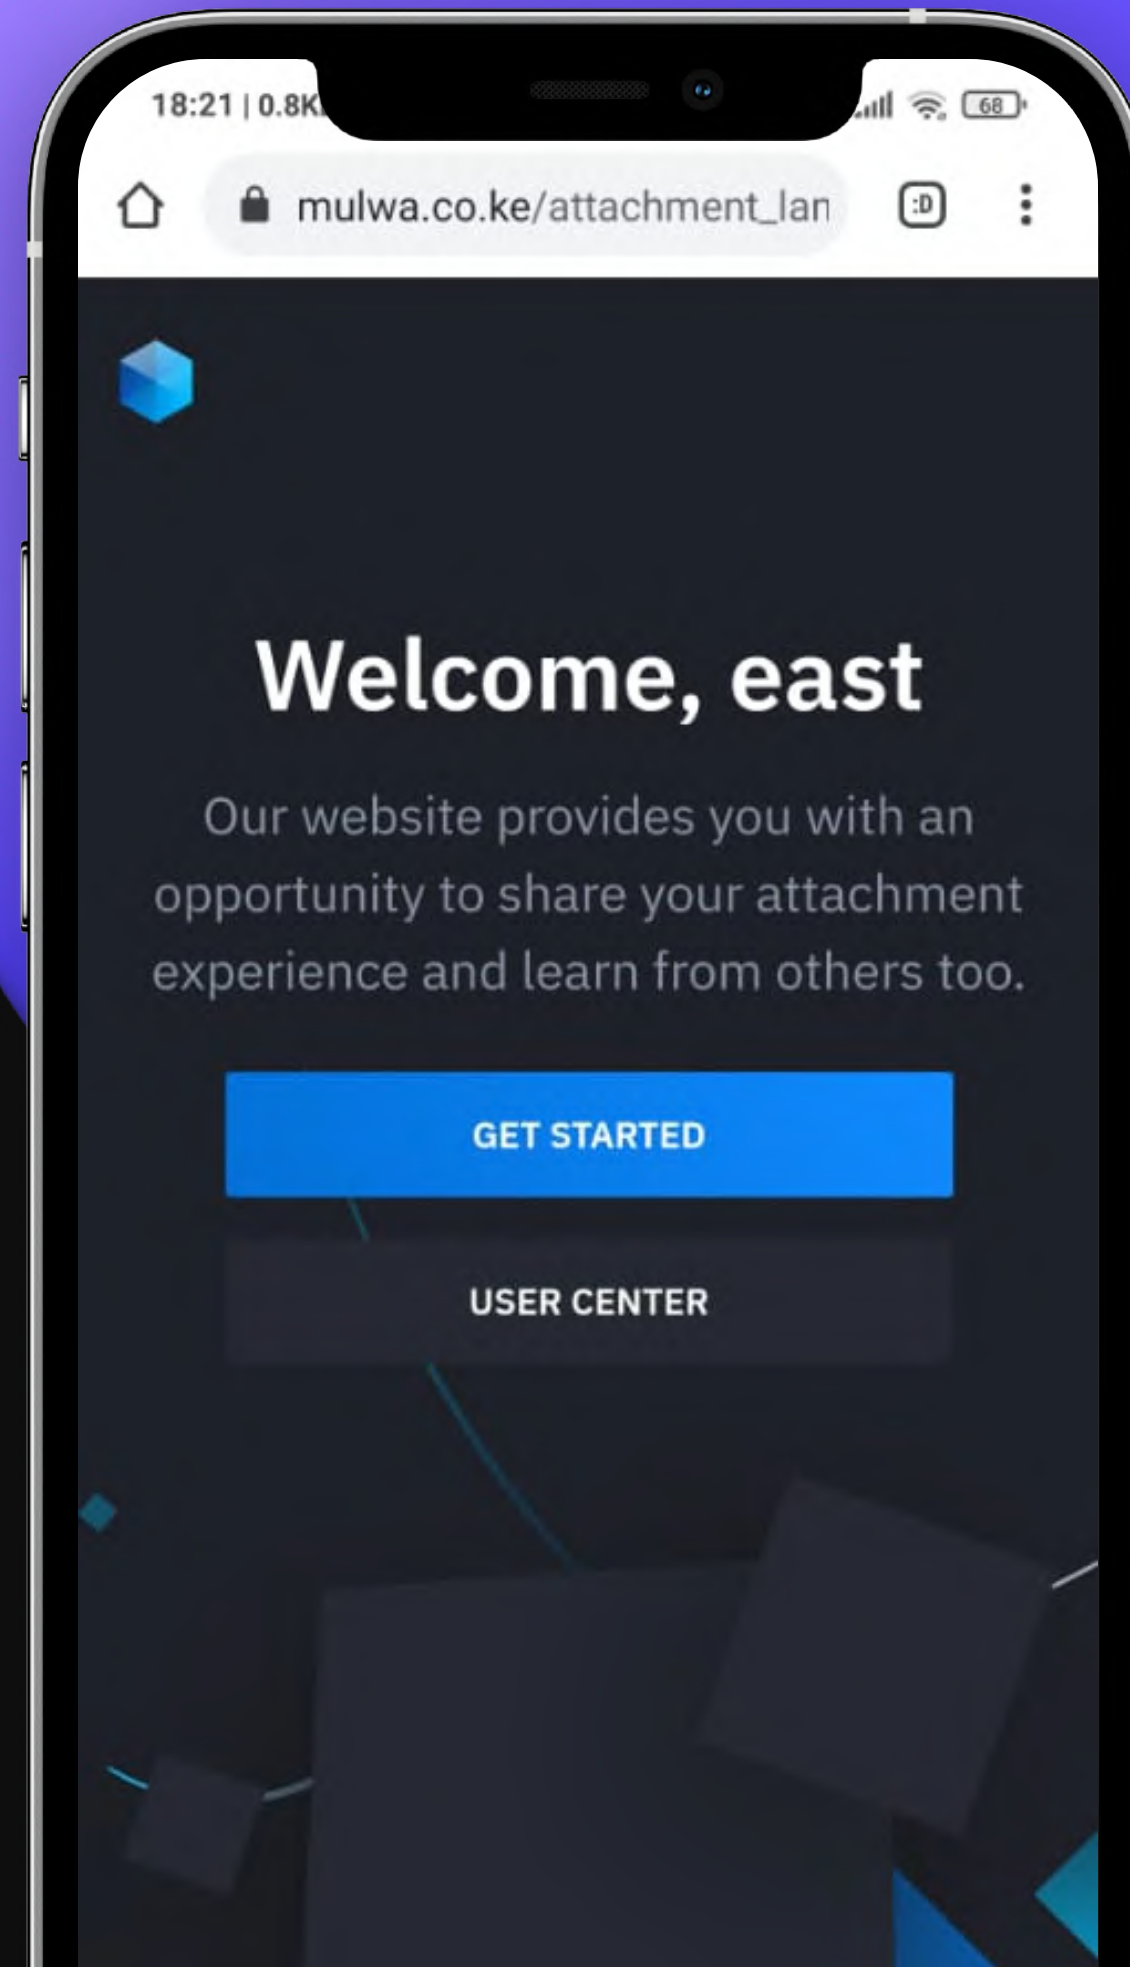 18:21 | 0.8K
68
mulwa.co.ke/attachment_lan
:D
Welcome, east
Our website provides you with an
opportunity to share your attachment
experience and learn from others too.
GET STARTED
USER CENTER